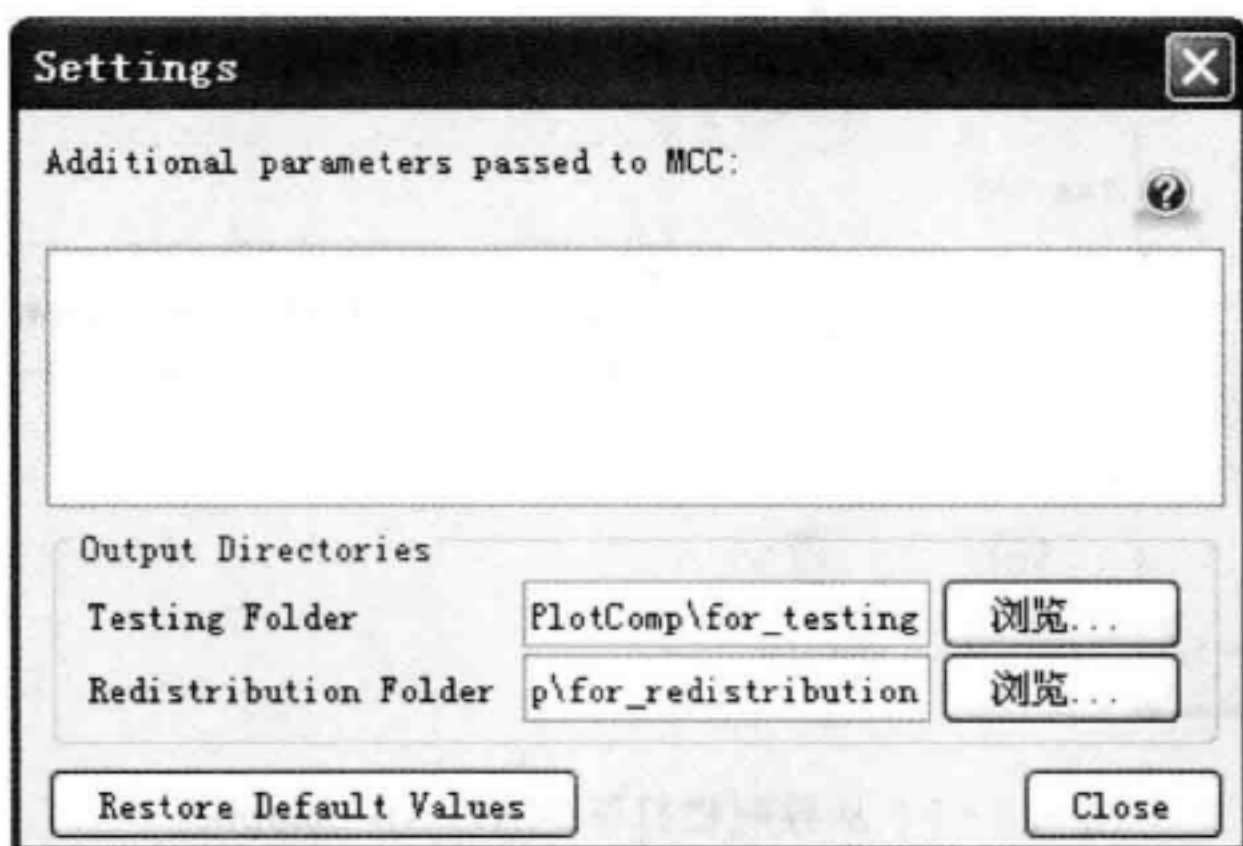 Settings
Additional parameters passed to MCC:
Output Directories
Testing Folder PlotComp\for_testing 浏览...
Redistribution Folder p\for_redistribution 浏览...
Restore Default Values Close